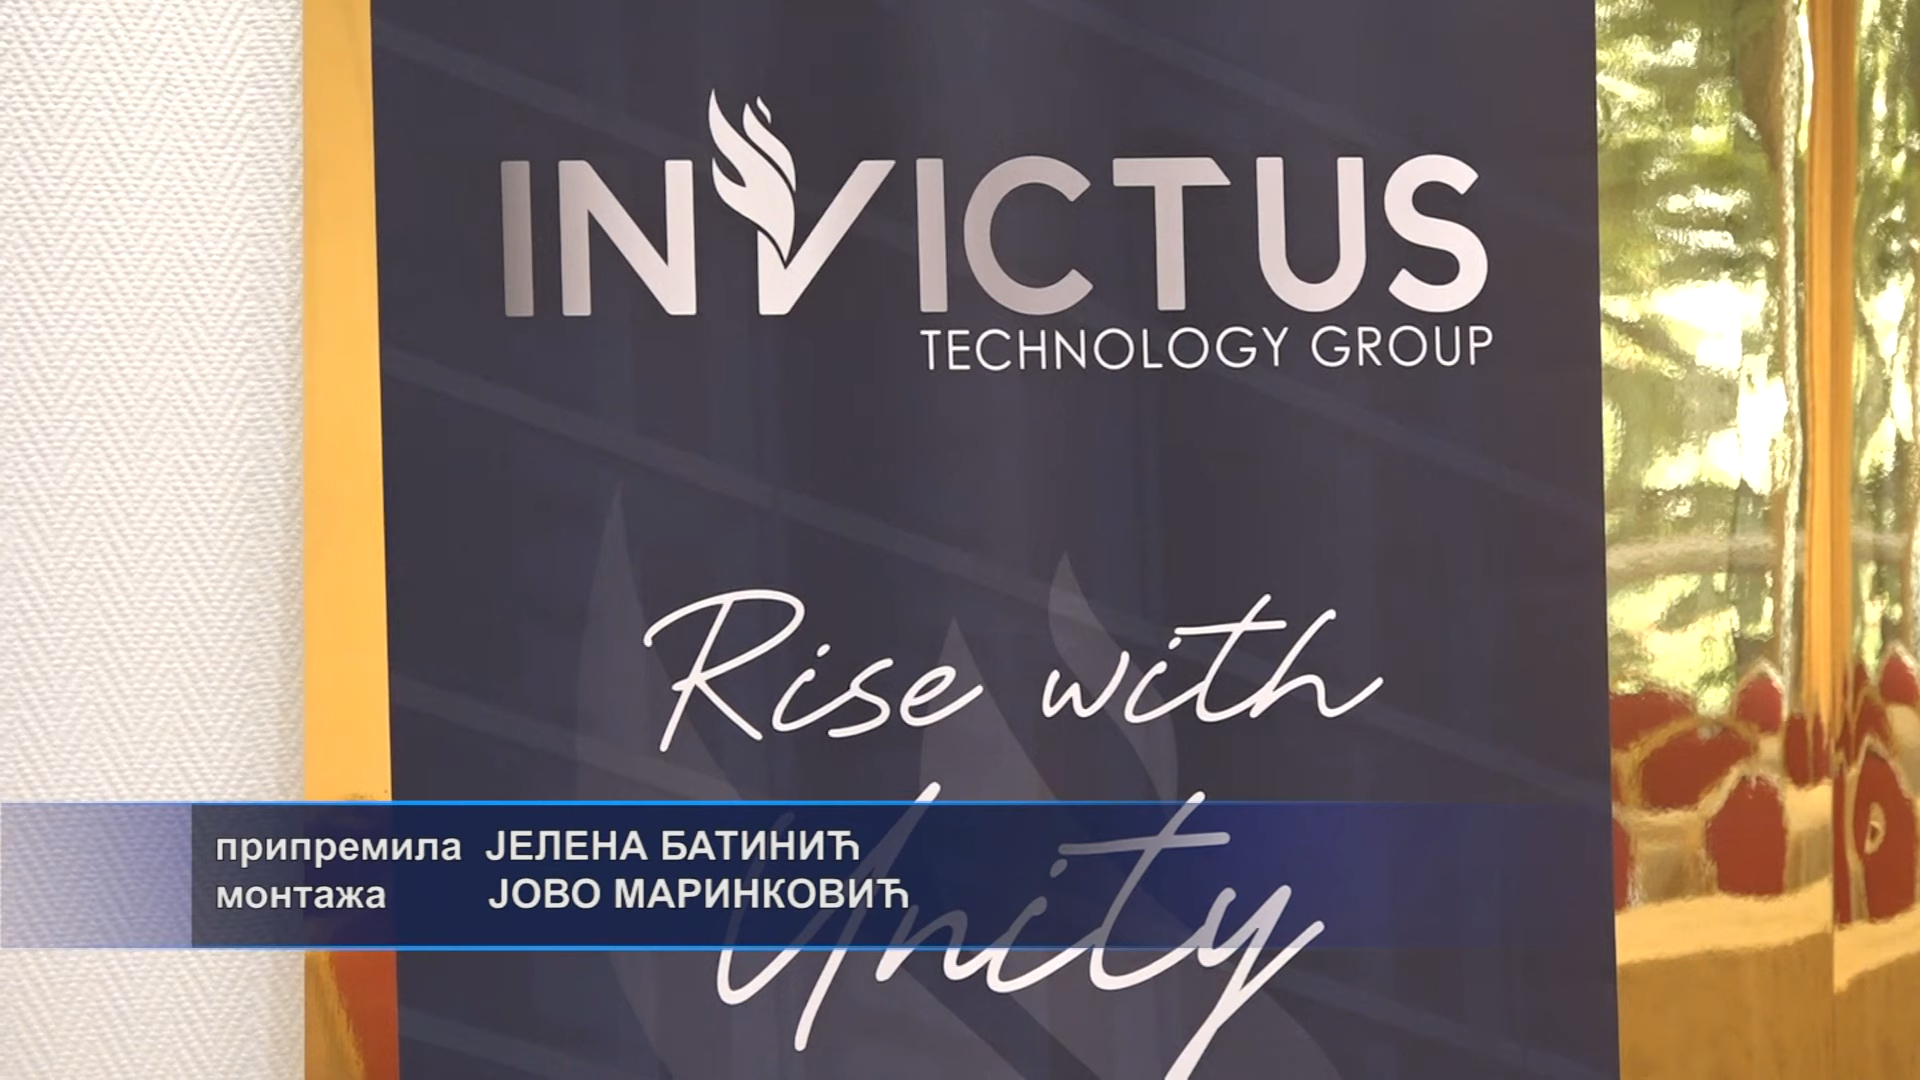 INVICTUS
TECHNOLOGY GROUP
Rise with
Unity
припремила ЈЕЛЕНА БАТИНИЋ
монтажа ЈОВО МАРИНКОВИЋ